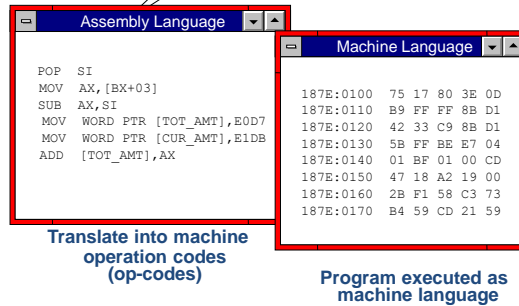 Assembly Language
POP SI
MOV AX,[BX+03]
SUB AX,SI
MOV WORD PTR [TOT_AMT],E0D7
MOV WORD PTR [CUR_AMT],E1DB
ADD [TOT_AMT],AX
Translate into machine
operation codes
(op-codes)
Machine Language
187E:0100 75 17 80 3E 0D
187E:0110 B9 FF FF 8B D1
187E:0120 42 33 C9 8B D1
187E:0130 5B FF BE E7 04
187E:0140 01 BF 01 00 CD
187E:0150 47 18 A2 19 00
187E:0160 2B F1 58 C3 73
187E:0170 B4 59 CD 21 59
Program executed as
machine language